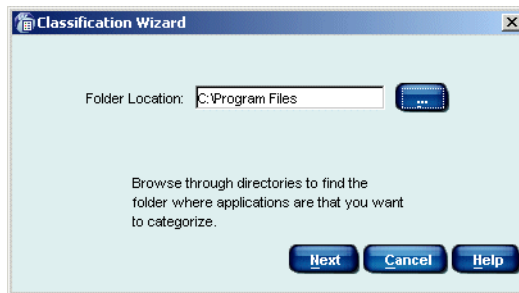 Classification Wizard
Folder Location: C:\Program Files ...
Browse through directories to find the
folder where applications are that you want
to categorize.
Next Cancel Help